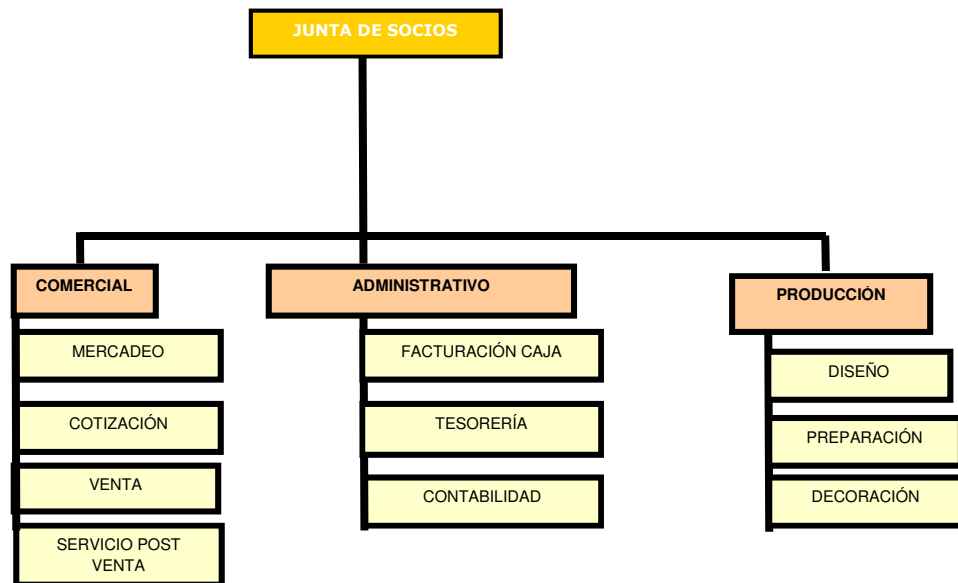 JUNTA DE SOCIOS
COMERCIAL
MERCADEO
COTIZACIÓN
VENTA
SERVICIO POST
VENTA
ADMINISTRATIVO
FACTURACIÓN CAJA
TESORERÍA
CONTABILIDAD
PRODUCCIÓN
DISEÑO
PREPARACIÓN
DECORACIÓN